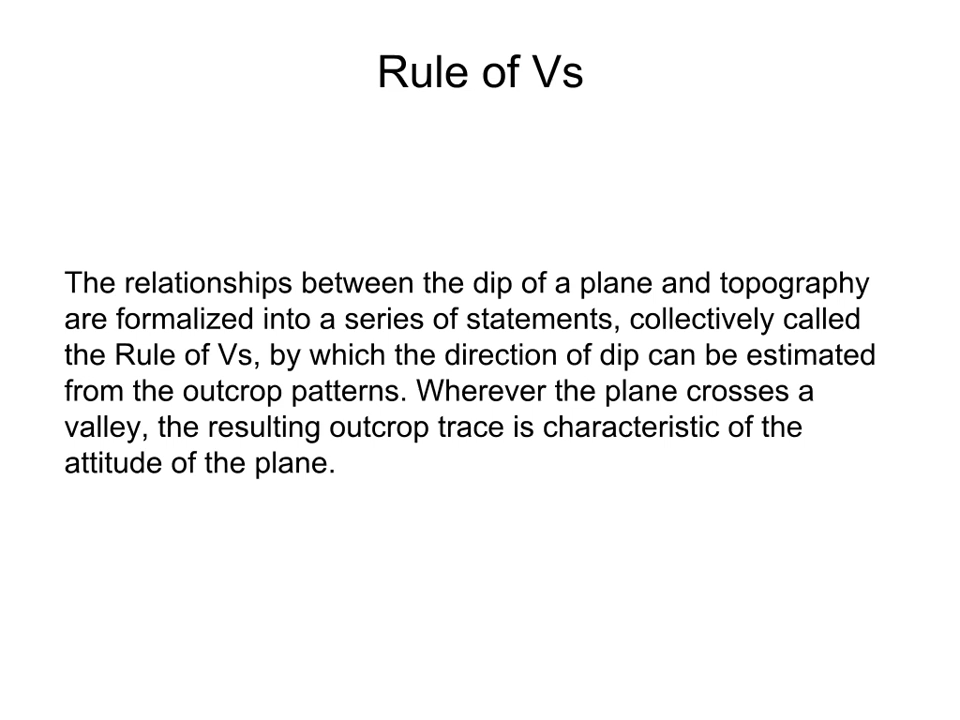 Rule of Vs
The relationships between the dip of a plane and topography
are formalized into a series of statements, collectively called
the Rule of Vs, by which the direction of dip can be estimated
from the outcrop patterns. Wherever the plane crosses a
valley, the resulting outcrop trace is characteristic of the
attitude of the plane.